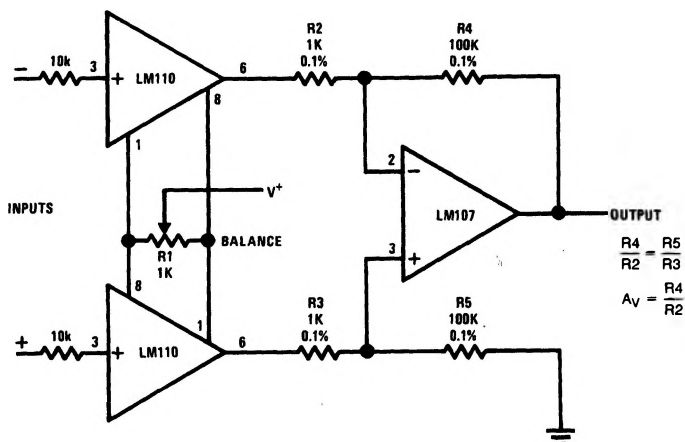 R2
1K
0.1%
R4
100K
0.1%
−
10k
3
+
LM110
6
8
1
V+
2
−
INPUTS
LM107
OUTPUT
R1
1K
BALANCE
3
+
R4/R2 = R5/R3
AV = R4/R2
8
1
+
10k
3
+
LM110
6
R3
1K
0.1%
R5
100K
0.1%